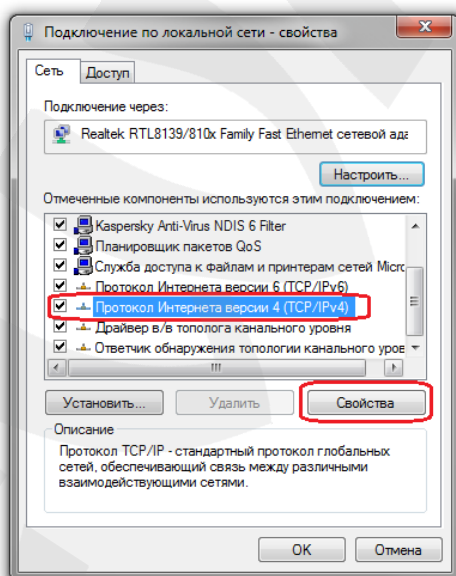 Подключение по локальной сети - свойства
Сеть Доступ
Подключение через:
Realtek RTL8139/810x Family Fast Ethernet сетевой ада
Настроить...
Отмеченные компоненты используются этим подключением:
Kaspersky Anti-Virus NDIS 6 Filter
Планировщик пакетов QoS
Служба доступа к файлам и принтерам сетей Micro
Протокол Интернета версии 6 (TCP/IPv6)
Протокол Интернета версии 4 (TCP/IPv4)
Драйвер в/в тополога канального уровня
Ответчик обнаружения топологии канального уров
Установить... Удалить Свойства
Описание
Протокол TCP/IP - стандартный протокол глобальных
сетей, обеспечивающий связь между различными
взаимодействующими сетями.
OK Отмена